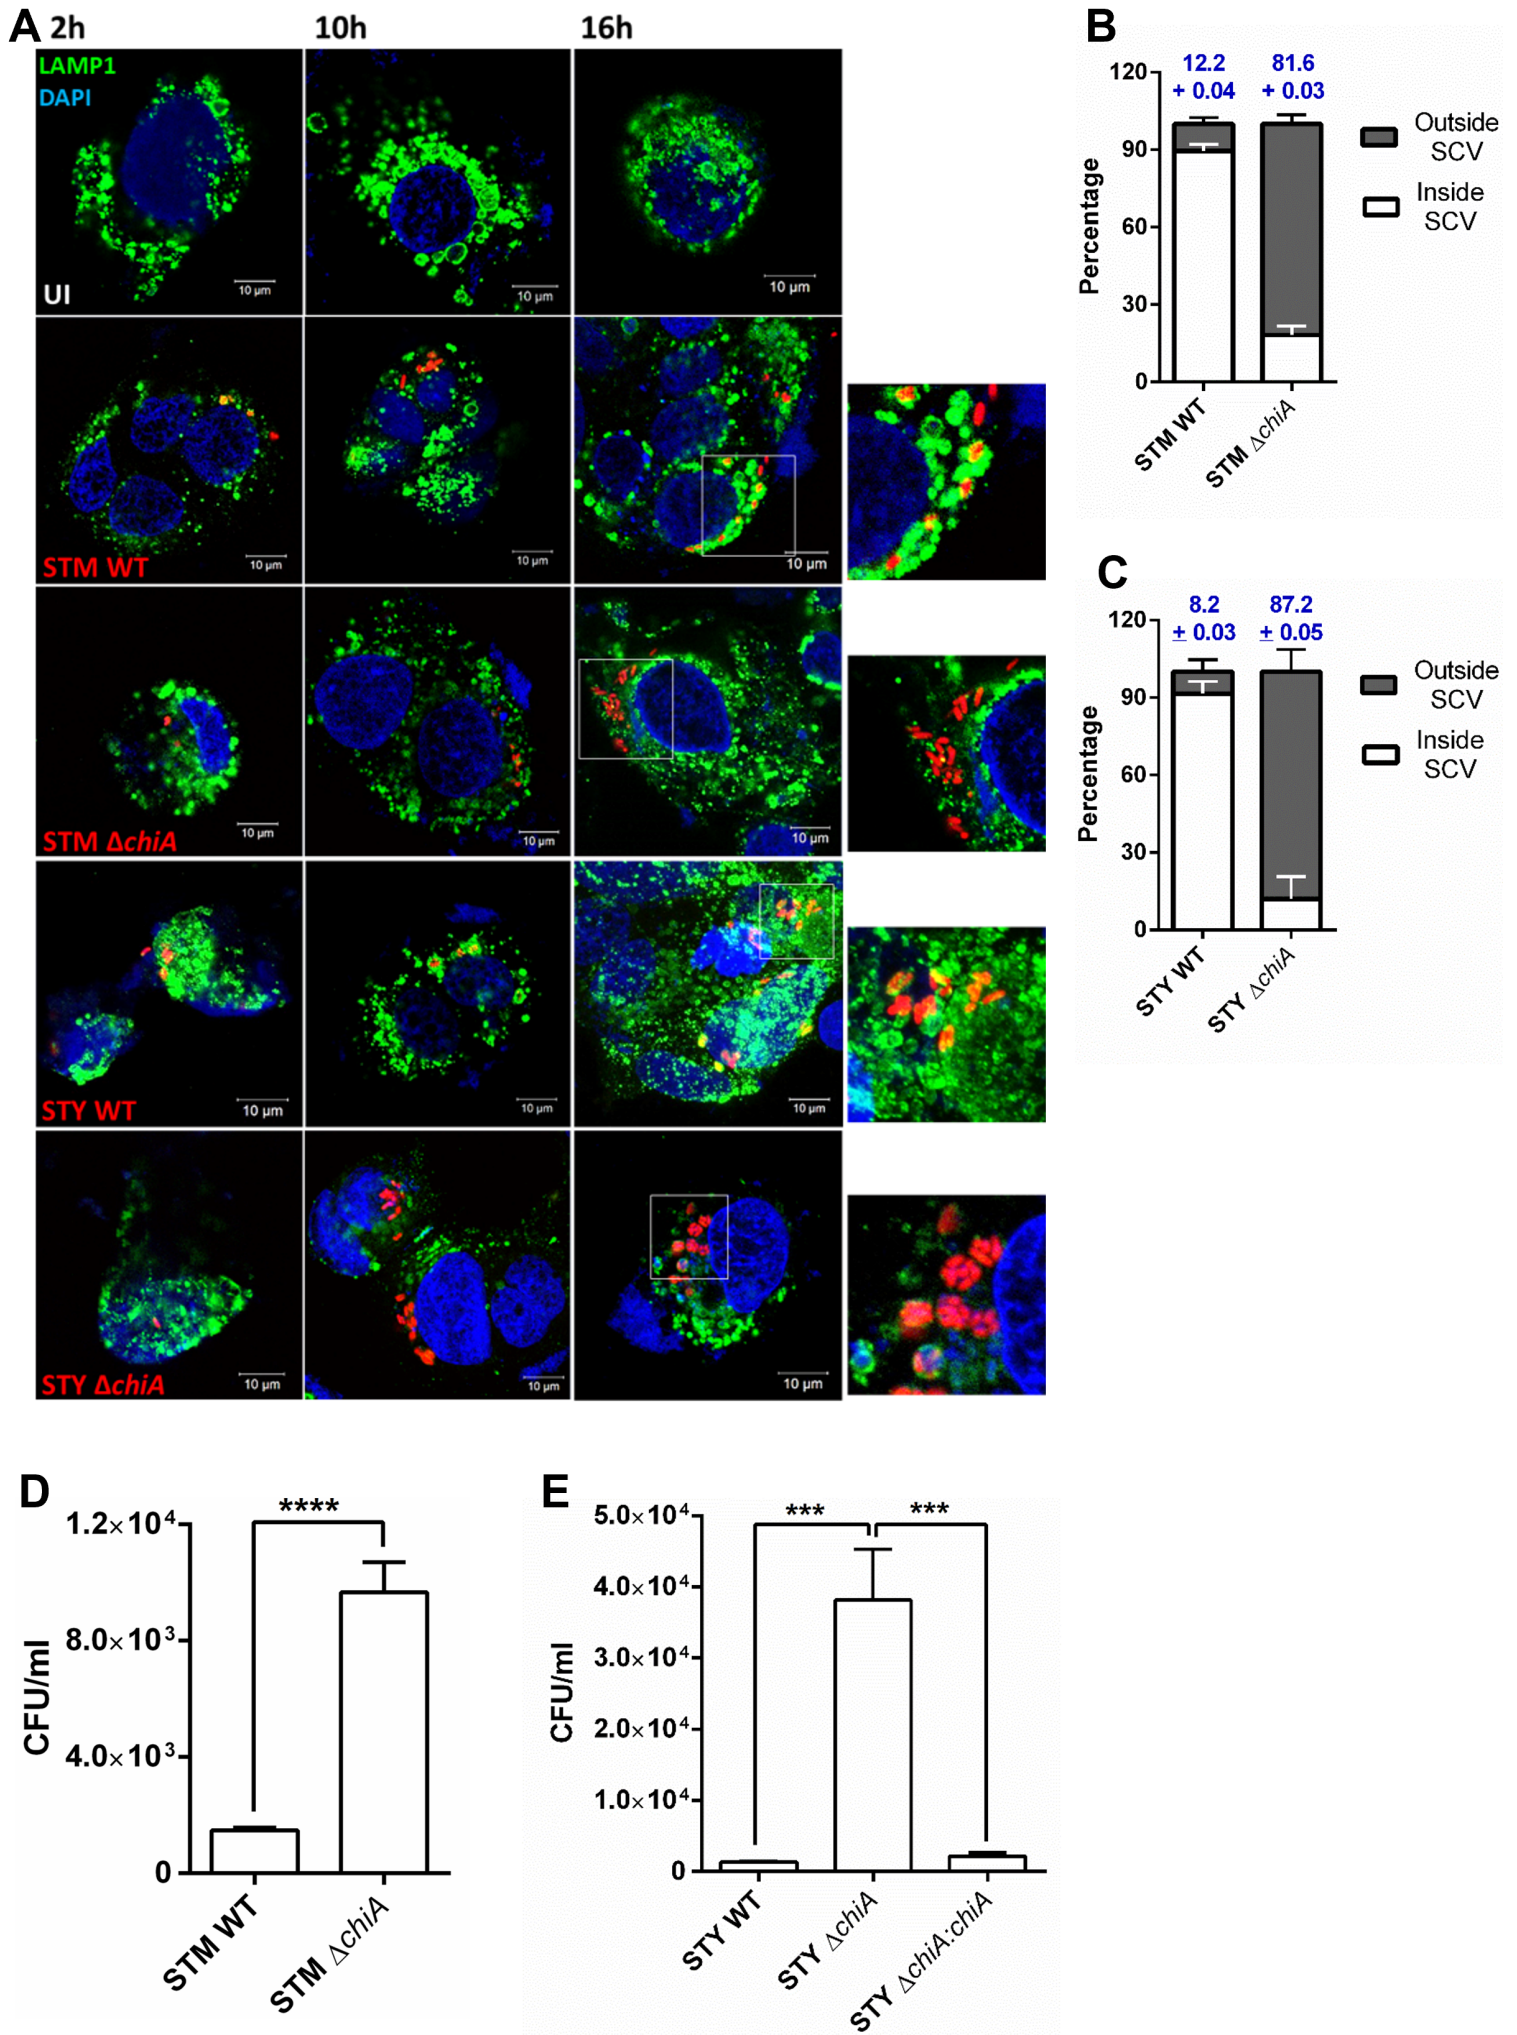 A
2h
10h
16h
LAMP1
DAPI
10 µm
10 µm
10 µm
UI
10 µm
10 µm
10 µm
STM WT
10 µm
10 µm
10 µm
STM ΔchiA
10 µm
10 µm
10 µm
STY WT
10 µm
10 µm
10 µm
STY ΔchiA
B
12.2
+ 0.04
81.6
+ 0.03
120
90
60
30
0
Percentage
Outside
SCV
Inside
SCV
STM WT
STM ΔchiA
C
8.2
+ 0.03
87.2
+ 0.05
120
90
60
30
0
Percentage
Outside
SCV
Inside
SCV
STY WT
STY ΔchiA
D
****
1.2×10⁴
8.0×10³
4.0×10³
0
CFU/ml
STM WT
STM ΔchiA
E
***
***
5.0×10⁴
4.0×10⁴
3.0×10⁴
2.0×10⁴
1.0×10⁴
0
CFU/ml
STY WT
STY ΔchiA
STY ΔchiA:chiA